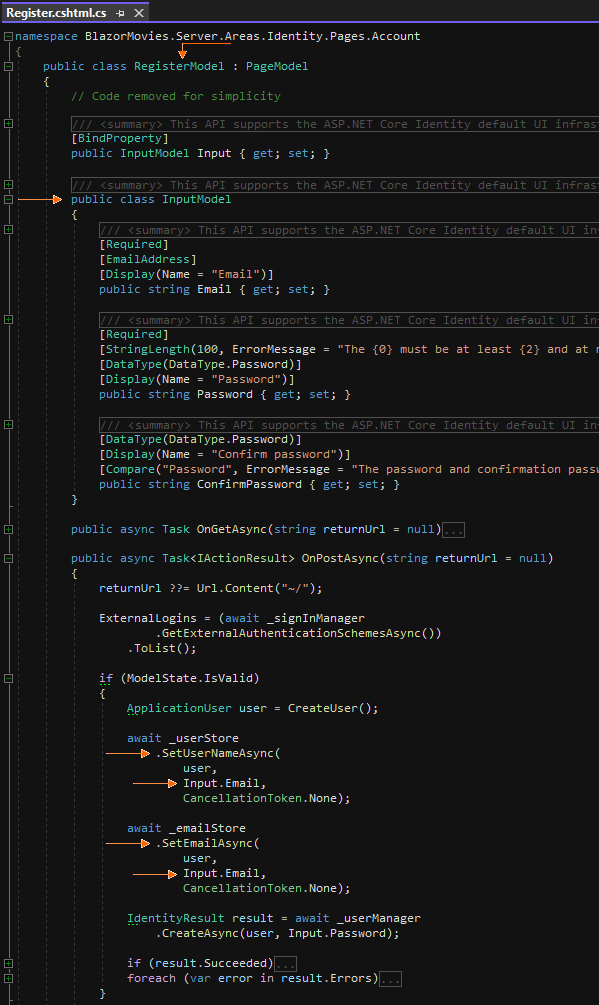 Register.cshtml.cs
namespace BlazorMovies.Server.Areas.Identity.Pages.Account
{
public class RegisterModel : PageModel
{
// Code removed for simplicity
/// <summary> This API supports the ASP.NET Core Identity default UI infrast
[BindProperty]
public InputModel Input { get; set; }
/// <summary> This API supports the ASP.NET Core Identity default UI infrast
public class InputModel
{
/// <summary> This API supports the ASP.NET Core Identity default UI in
[Required]
[EmailAddress]
[Display(Name = "Email")]
public string Email { get; set; }
/// <summary> This API supports the ASP.NET Core Identity default UI in
[Required]
[StringLength(100, ErrorMessage = "The {0} must be at least {2} and at
[DataType(DataType.Password)]
[Display(Name = "Password")]
public string Password { get; set; }
/// <summary> This API supports the ASP.NET Core Identity default UI in
[DataType(DataType.Password)]
[Display(Name = "Confirm password")]
[Compare("Password", ErrorMessage = "The password and confirmation passw
public string ConfirmPassword { get; set; }
}
public async Task OnGetAsync(string returnUrl = null)...
public async Task<IActionResult> OnPostAsync(string returnUrl = null)
{
returnUrl ??= Url.Content("~/");
ExternalLogins = (await _signInManager
.GetExternalAuthenticationSchemesAsync())
.ToList();
if (ModelState.IsValid)
{
ApplicationUser user = CreateUser();
await _userStore
.SetUserNameAsync(
user,
Input.Email,
CancellationToken.None);
await _emailStore
.SetEmailAsync(
user,
Input.Email,
CancellationToken.None);
IdentityResult result = await _userManager
.CreateAsync(user, Input.Password);
if (result.Succeeded)...
foreach (var error in result.Errors)...
}